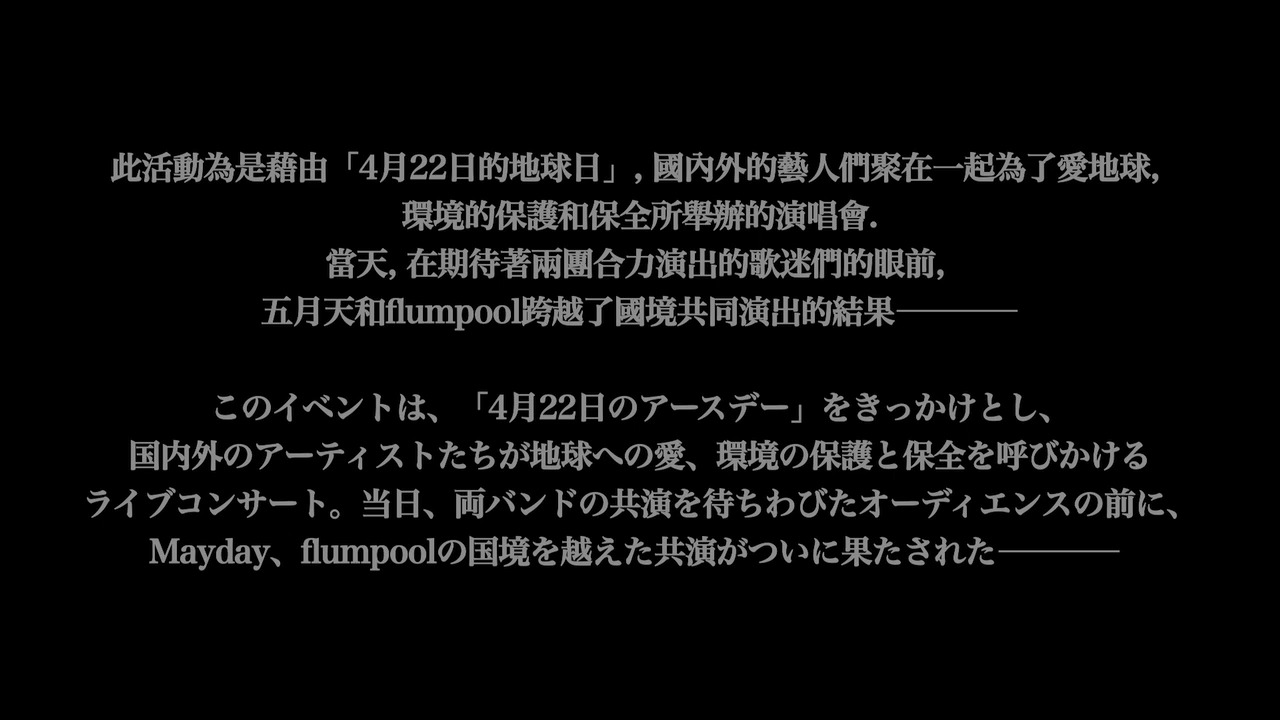 此活動為是藉由「4月22日的地球日」, 國內外的藝人們聚在一起為了愛地球,
環境的保護和保全所舉辦的演唱會.
當天, 在期待著兩團合力演出的歌迷們的眼前,
五月天和flumpool跨越了國境共同演出的結果————
このイベントは、「4月22日のアースデー」をきっかけとし、
国内外のアーティストたちが地球への愛、環境の保護と保全を呼びかける
ライブコンサート。当日、両バンドの共演を待ちわびたオーディエンスの前に、
Mayday、flumpoolの国境を越えた共演がついに果たされた————